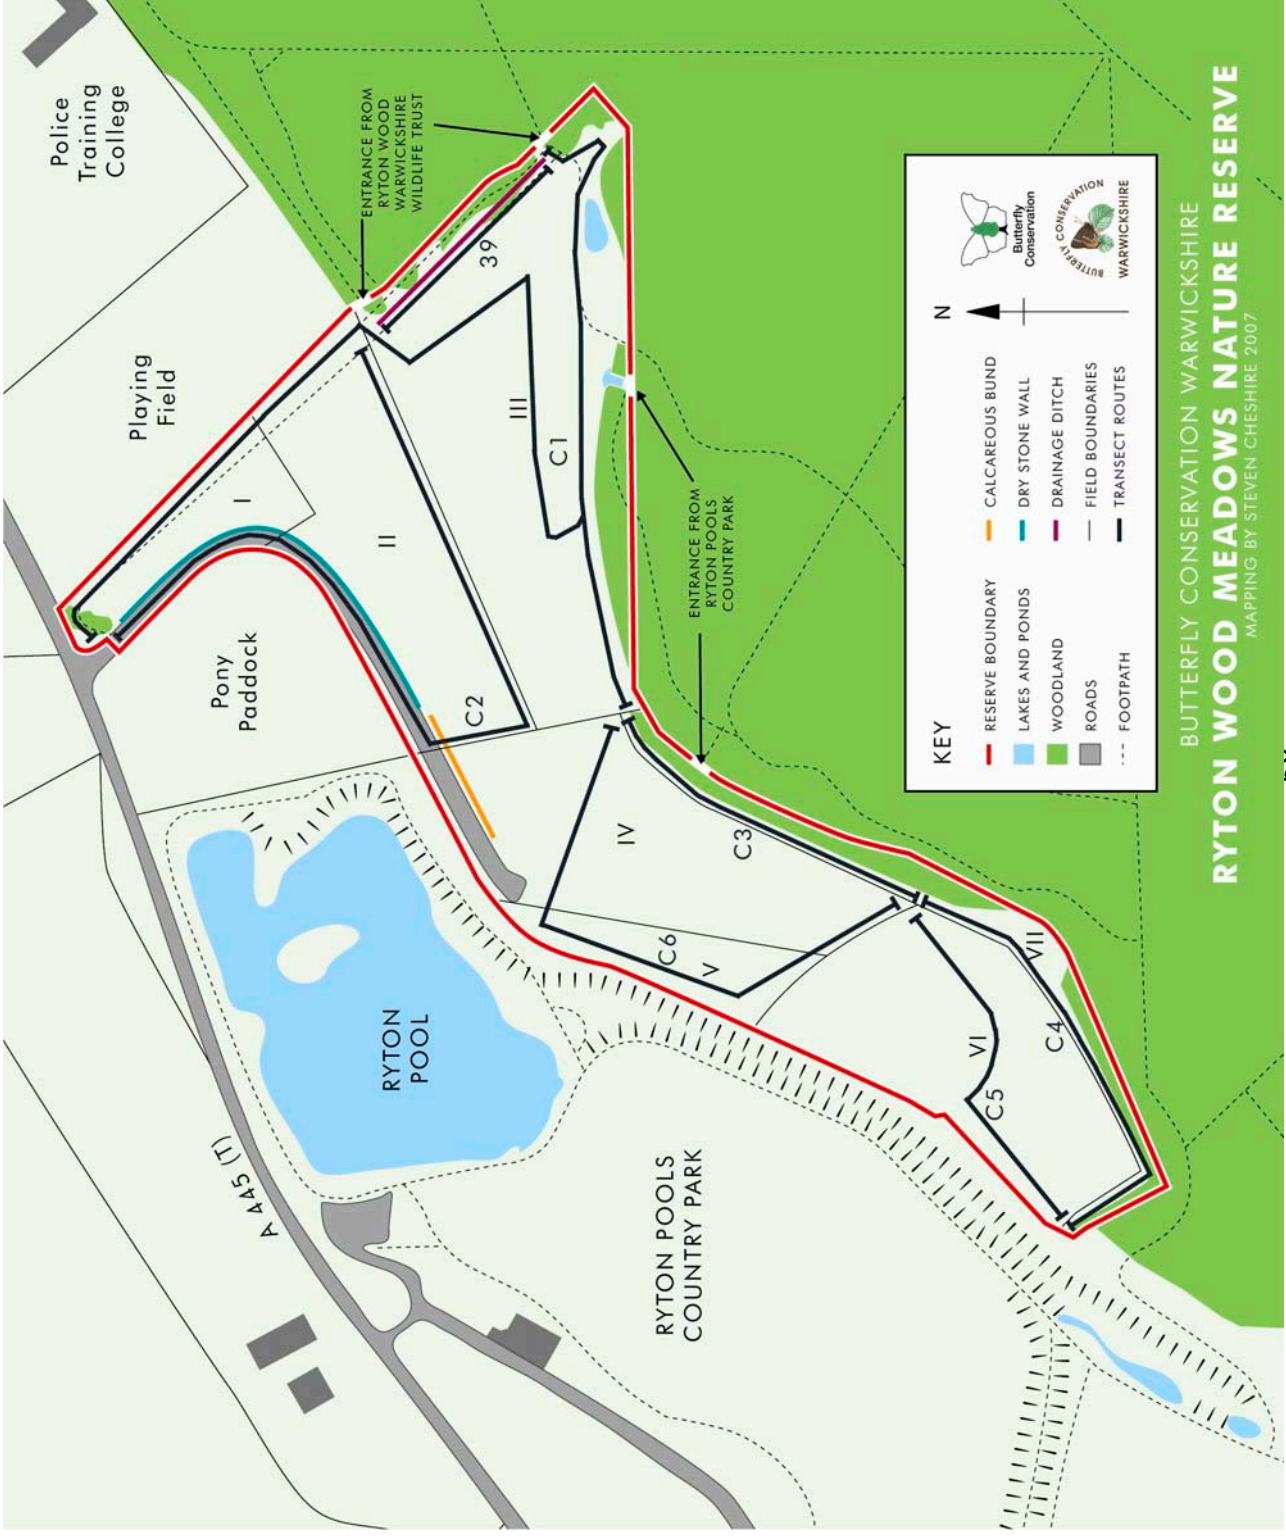 Police
Training
College
Playing
Field
ENTRANCE FROM
RYTON WOOD
WARWICKSHIRE
WILDLIFE TRUST
39
I
II
III
C1
Pony
Paddock
C2
ENTRANCE FROM
RYTON POOLS
COUNTRY PARK
IV
C3
C6
V
VII
VI
C4
C5
RYTON
POOL
A 445 (T)
RYTON POOLS
COUNTRY PARK
KEY
RESERVE BOUNDARY
LAKES AND PONDS
WOODLAND
ROADS
FOOTPATH
CALCAREOUS BUND
DRY STONE WALL
DRAINAGE DITCH
FIELD BOUNDARIES
TRANSECT ROUTES
N
Butterfly
Conservation
BUTTERFLY CONSERVATION
WARWICKSHIRE
BUTTERFLY CONSERVATION WARWICKSHIRE
RYTON WOOD MEADOWS NATURE RESERVE
MAPPING BY STEVEN CHESHIRE 2007